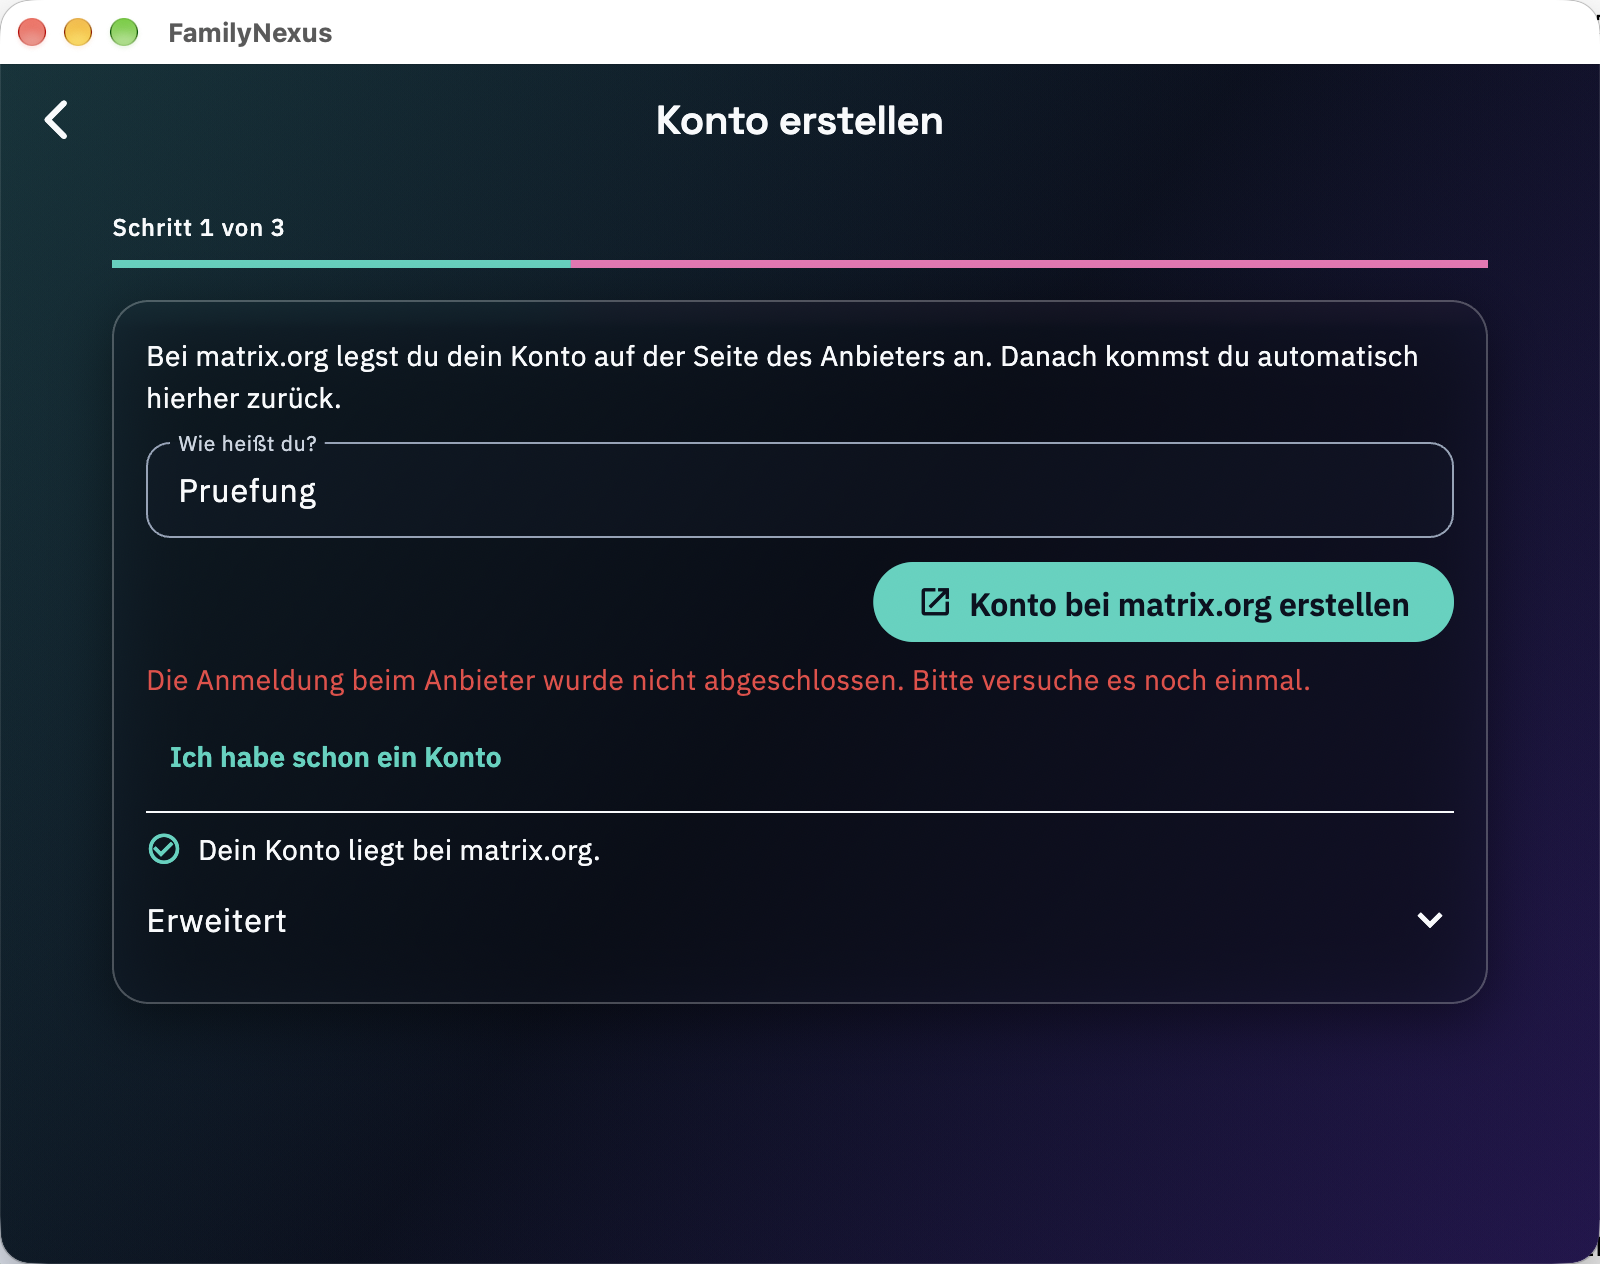 FamilyNexus
Konto erstellen
Schritt 1 von 3
Bei matrix.org legst du dein Konto auf der Seite des Anbieters an. Danach kommst du automatisch
hierher zurück.
Wie heißt du?
Pruefung
Konto bei matrix.org erstellen
Die Anmeldung beim Anbieter wurde nicht abgeschlossen. Bitte versuche es noch einmal.
Ich habe schon ein Konto
Dein Konto liegt bei matrix.org.
Erweitert